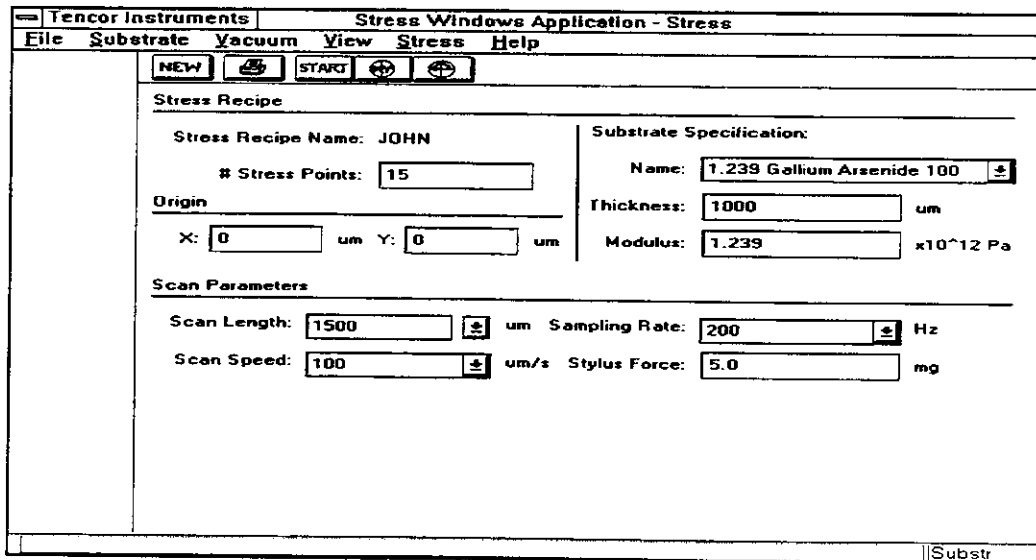 Tencor Instruments
Stress Windows Application - Stress
File Substrate Vacuum View Stress Help
NEW START
Stress Recipe
Stress Recipe Name: JOHN
# Stress Points: 15
Origin
X: 0 um Y: 0 um
Substrate Specification:
Name: 1.239 Gallium Arsenide 100
Thickness: 1000 um
Modulus: 1.239 x10^12 Pa
Scan Parameters
Scan Length: 1500 um Sampling Rate: 200 Hz
Scan Speed: 100 um/s Stylus Force: 5.0 mg
Substr